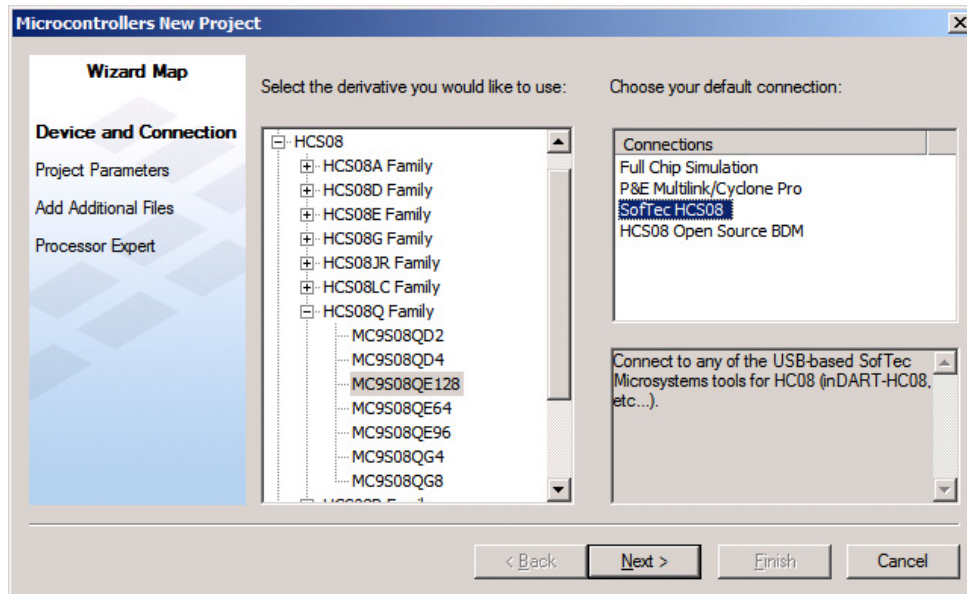 Microcontrollers New Project
Wizard Map
Device and Connection
Project Parameters
Add Additional Files
Processor Expert
Select the derivative you would like to use:
HCS08
HCS08A Family
HCS08D Family
HCS08E Family
HCS08G Family
HCS08JR Family
HCS08LC Family
HCS08Q Family
MC9S08QD2
MC9S08QD4
MC9S08QE128
MC9S08QE64
MC9S08QE96
MC9S08QG4
MC9S08QG8
Choose your default connection:
Connections
Full Chip Simulation
P&E Multilink/Cyclone Pro
SofTec HCS08
HCS08 Open Source BDM
Connect to any of the USB-based SofTec
Microsystems tools for HC08 (inDART-HC08,
etc...).
< Back
Next >
Finish
Cancel